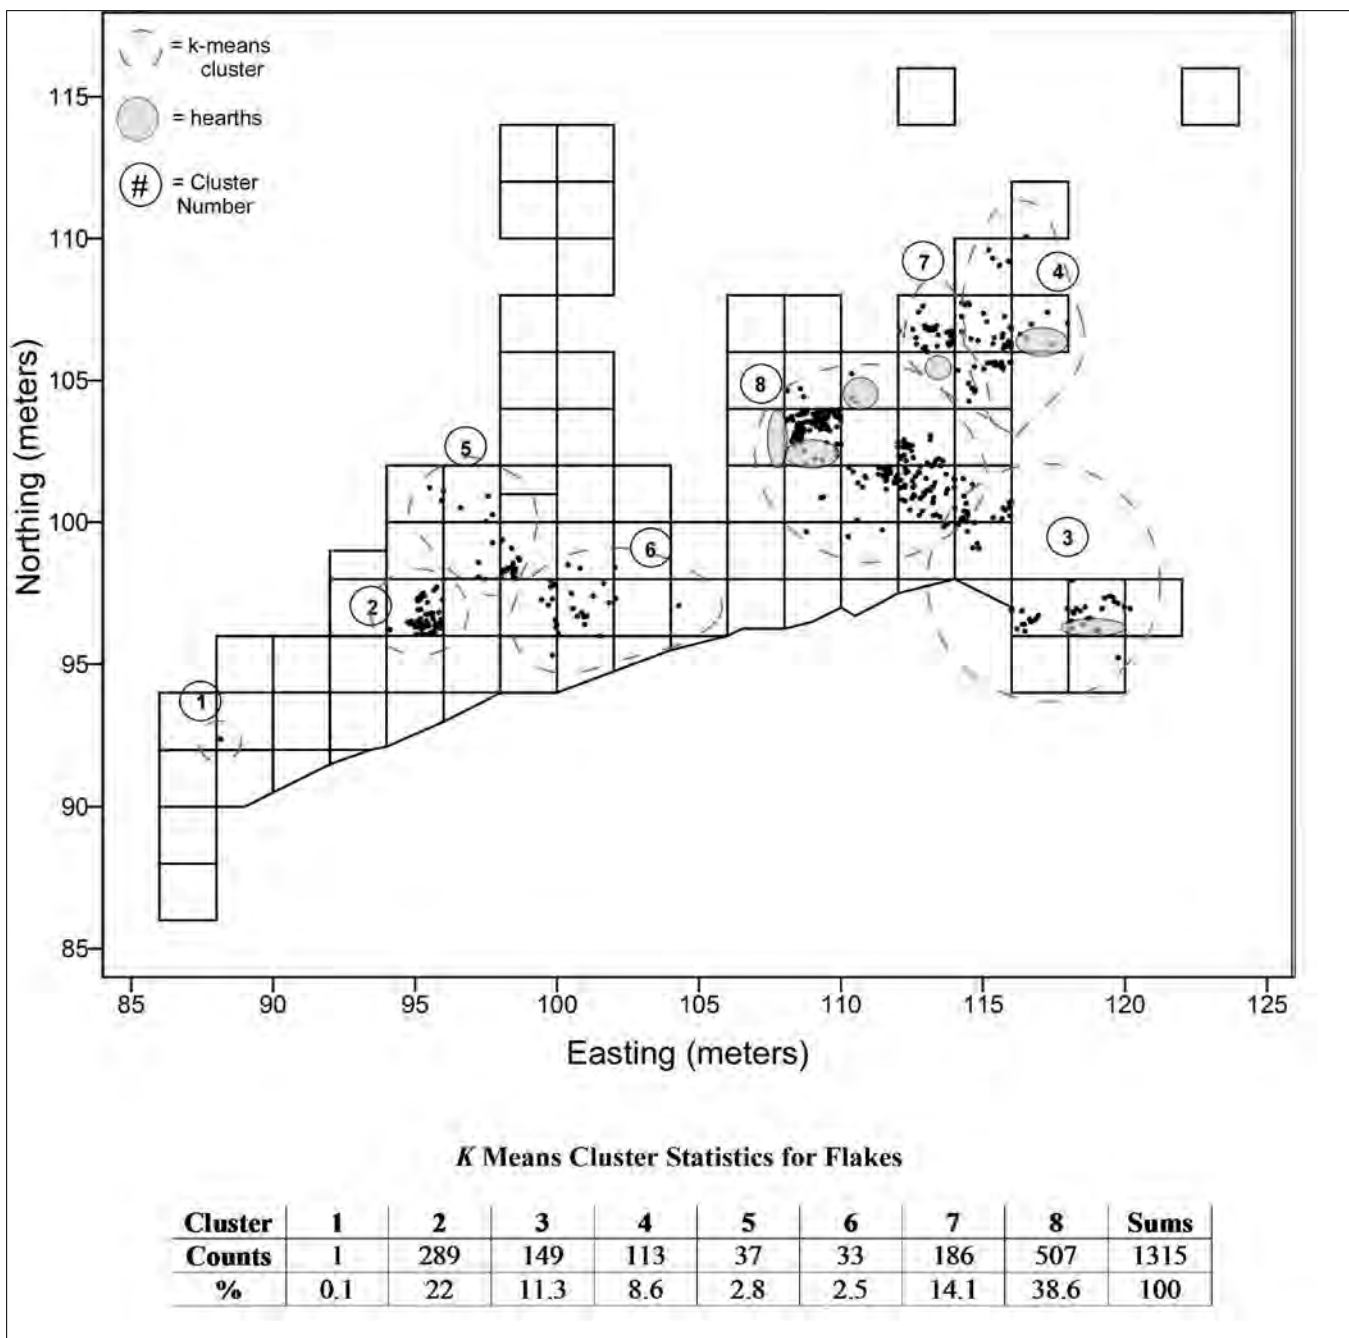 = k-means
cluster
= hearths
# = Cluster
Number
115
110
105
100
95
90
85
Northing (meters)
7
4
8
5
6
3
2
1
85 90 95 100 105 110 115 120 125
Easting (meters)
K Means Cluster Statistics for Flakes
Cluster 1 2 3 4 5 6 7 8 Sums
Counts 1 289 149 113 37 33 186 507 1315
% 0.1 22 11.3 8.6 2.8 2.5 14.1 38.6 100